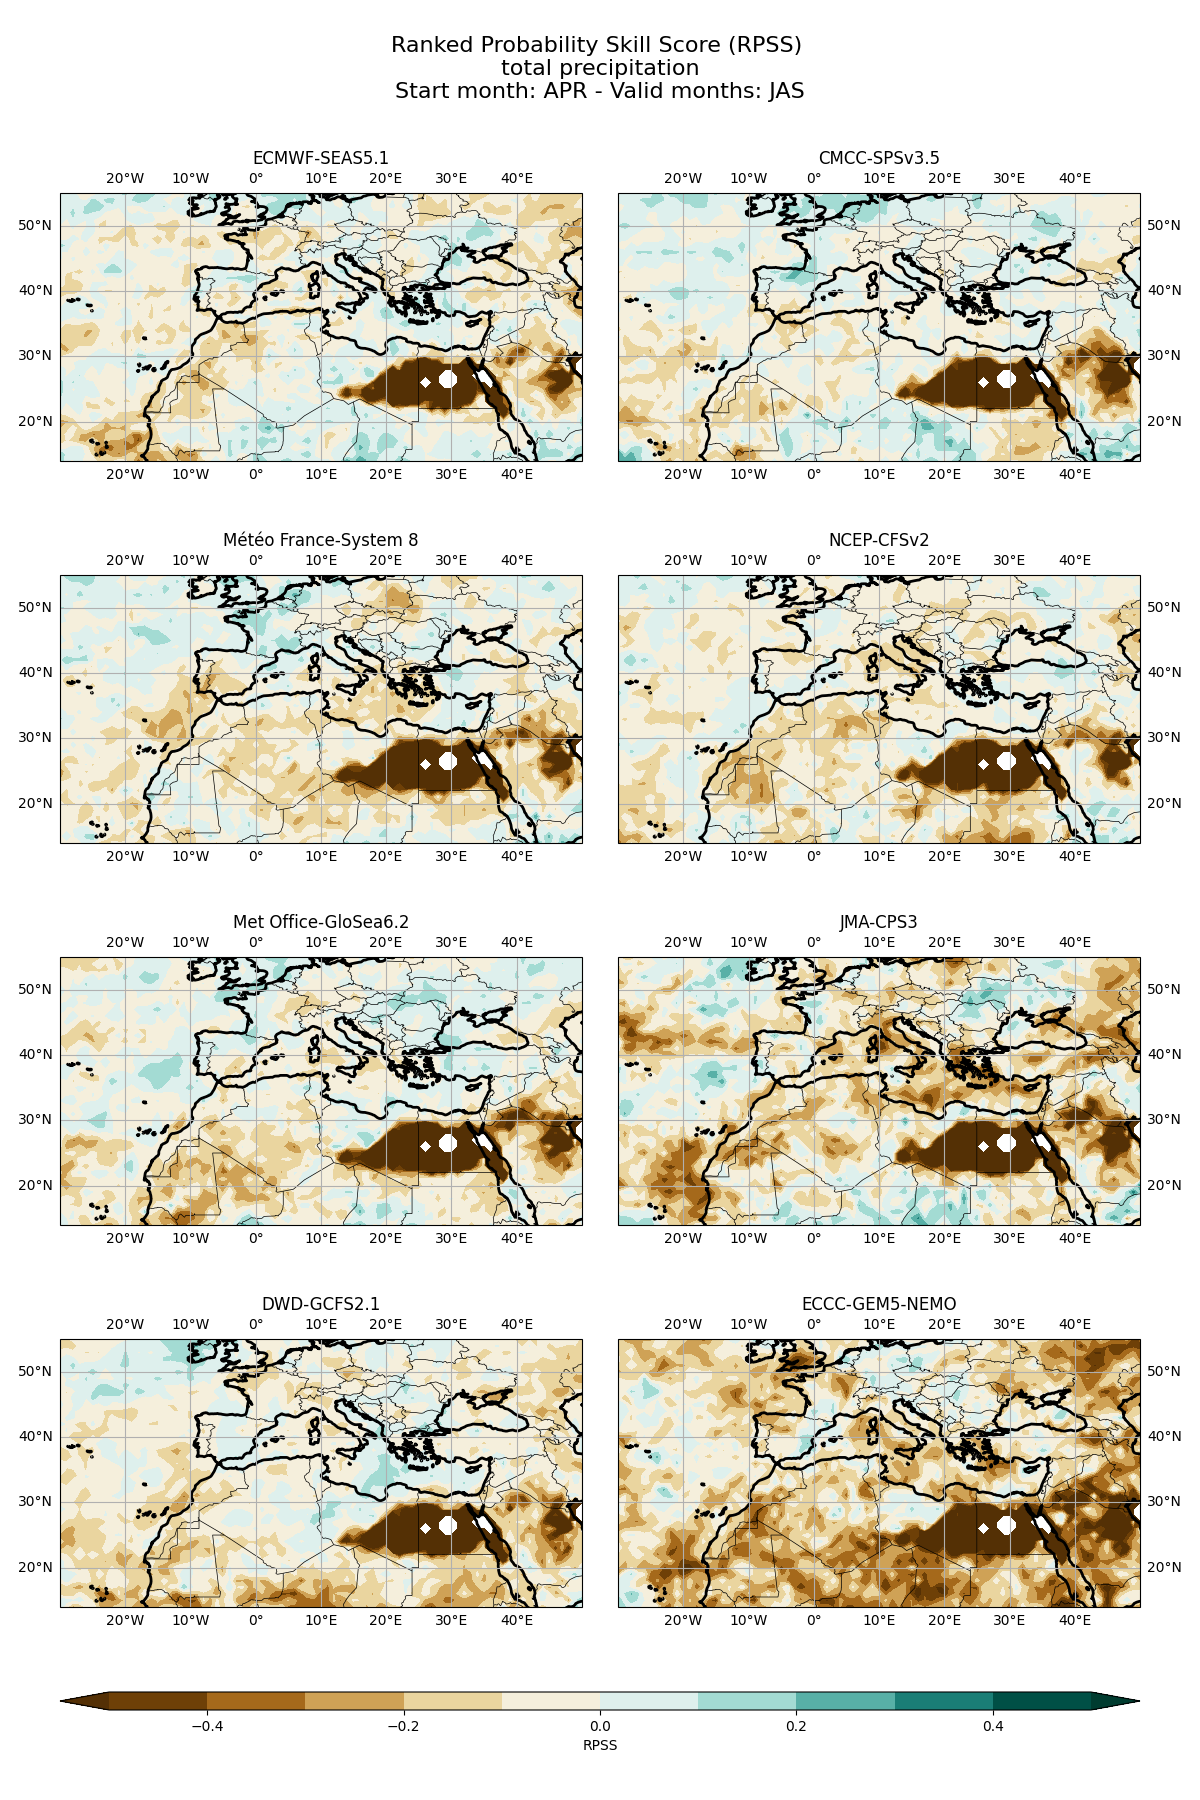 Ranked Probability Skill Score (RPSS)
total precipitation
Start month: APR - Valid months: JAS
ECMWF-SEAS5.1
20°W 10°W 0° 10°E 20°E 30°E 40°E
50°N
40°N
30°N
20°N
20°W 10°W 0° 10°E 20°E 30°E 40°E
CMCC-SPSv3.5
20°W 10°W 0° 10°E 20°E 30°E 40°E
50°N
40°N
30°N
20°N
20°W 10°W 0° 10°E 20°E 30°E 40°E
Météo France-System 8
20°W 10°W 0° 10°E 20°E 30°E 40°E
50°N
40°N
30°N
20°N
20°W 10°W 0° 10°E 20°E 30°E 40°E
NCEP-CFSv2
20°W 10°W 0° 10°E 20°E 30°E 40°E
50°N
40°N
30°N
20°N
20°W 10°W 0° 10°E 20°E 30°E 40°E
Met Office-GloSea6.2
20°W 10°W 0° 10°E 20°E 30°E 40°E
50°N
40°N
30°N
20°N
20°W 10°W 0° 10°E 20°E 30°E 40°E
JMA-CPS3
20°W 10°W 0° 10°E 20°E 30°E 40°E
50°N
40°N
30°N
20°N
20°W 10°W 0° 10°E 20°E 30°E 40°E
DWD-GCFS2.1
20°W 10°W 0° 10°E 20°E 30°E 40°E
50°N
40°N
30°N
20°N
20°W 10°W 0° 10°E 20°E 30°E 40°E
ECCC-GEM5-NEMO
20°W 10°W 0° 10°E 20°E 30°E 40°E
50°N
40°N
30°N
20°N
20°W 10°W 0° 10°E 20°E 30°E 40°E
−0.4 −0.2 0.0 0.2 0.4
RPSS